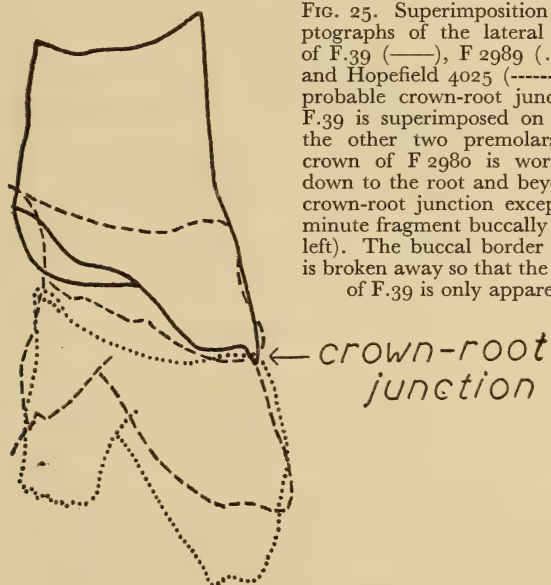 FIG. 25. Superimposition
ptographs of the lateral
of F.39 (——), F 2989 (.
and Hopefield 4025 (------
probable crown-root junc
F.39 is superimposed on
the other two premolars
crown of F 2980 is wor
down to the root and bey
crown-root junction excep
minute fragment buccally
left). The buccal border
is broken away so that the
of F.39 is only appare
crown-root
junction